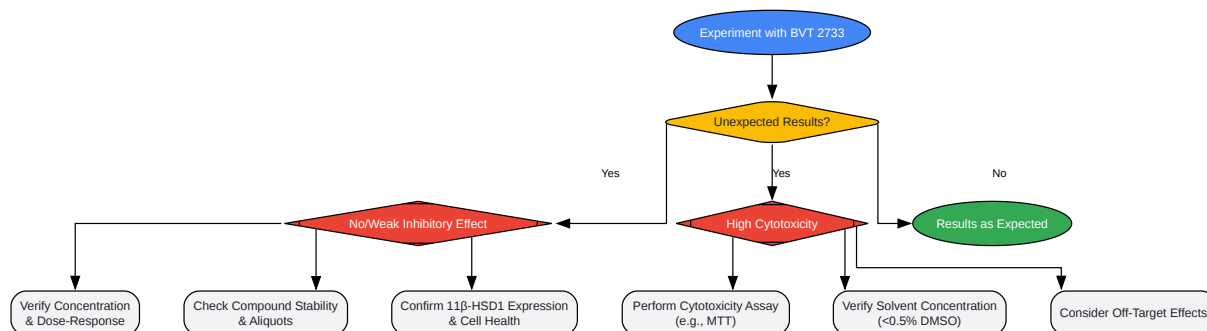 Experiment with BVT 2733
Unexpected Results?
Yes
Yes
No
No/Weak Inhibitory Effect
High Cytotoxicity
Results as Expected
Verify Concentration
& Dose-Response
Check Compound Stability
& Aliquots
Confirm 11β-HSD1 Expression
& Cell Health
Perform Cytotoxicity Assay
(e.g., MTT)
Verify Solvent Concentration
(<0.5% DMSO)
Consider Off-Target Effects